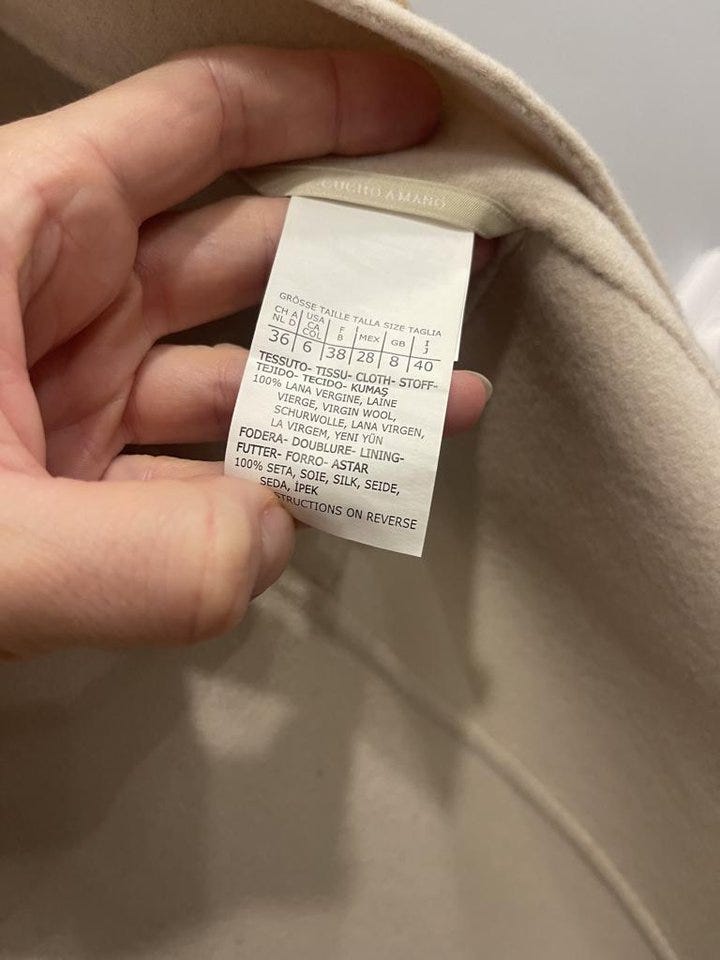 CUCITO A MANO
GRÖSSE TAILLE TALLA SIZE TAGLIA
CH A NL D USA CA COL F B MEX GB I J
36 6 38 28 8 40
TESSUTO- TISSU- CLOTH- STOFF-
TEJIDO- TECIDO- KUMAŞ
100% LANA VERGINE, LAINE
VIERGE, VIRGIN WOOL,
SCHURWOLLE, LANA VIRGEN,
LA VIRGEM, YENI YÜN
FODERA- DOUBLURE- LINING-
FUTTER- FORRO- ASTAR
100% SETA, SOIE, SILK, SEIDE,
SEDA, İPEK
STRUCTIONS ON REVERSE